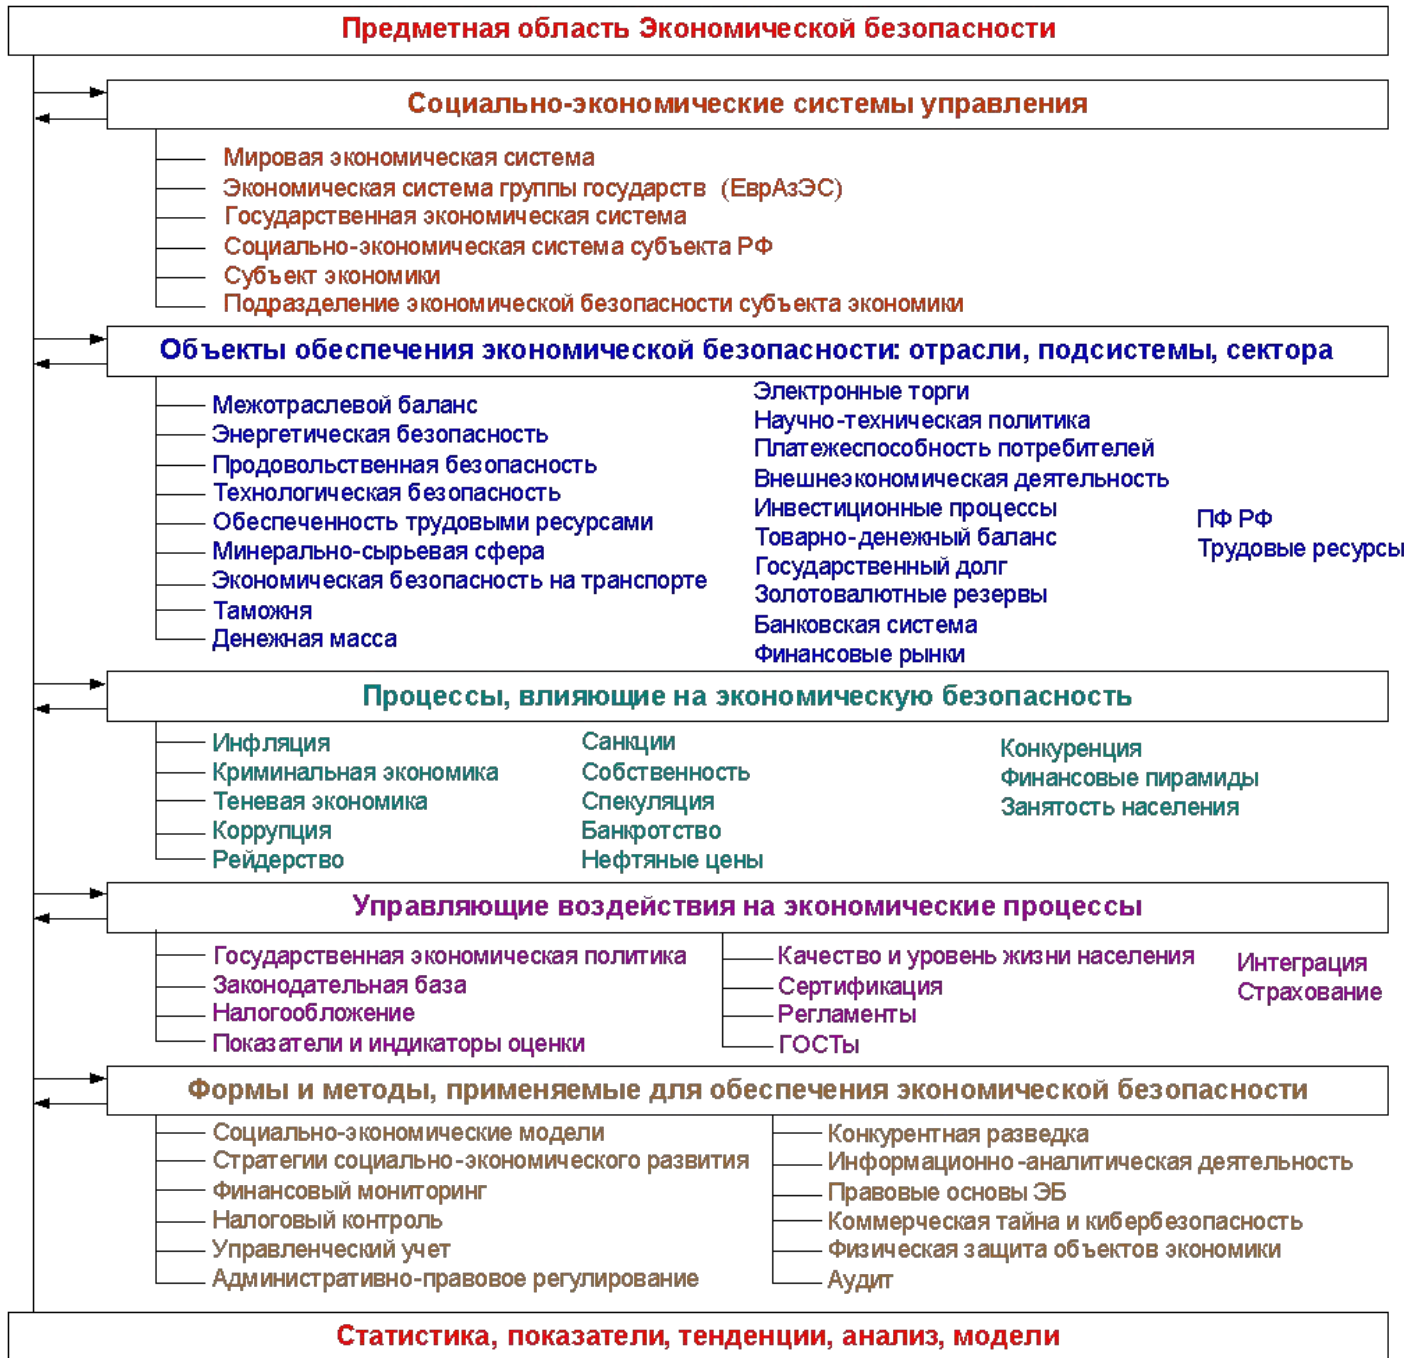 Предметная область Экономической безопасности
Социально-экономические системы управления
Мировая экономическая система
Экономическая система группы государств (ЕврАзЭС)
Государственная экономическая система
Социально-экономическая система субъекта РФ
Субъект экономики
Подразделение экономической безопасности субъекта экономики
Объекты обеспечения экономической безопасности: отрасли, подсистемы, сектора
Межотраслевой баланс
Энергетическая безопасность
Продовольственная безопасность
Технологическая безопасность
Обеспеченность трудовыми ресурсами
Минерально-сырьевая сфера
Экономическая безопасность на транспорте
Таможня
Денежная масса
Электронные торги
Научно-техническая политика
Платежеспособность потребителей
Внешнеэкономическая деятельность
Инвестиционные процессы
Товарно-денежный баланс
Государственный долг
Золотовалютные резервы
Банковская система
Финансовые рынки
ПФ РФ
Трудовые ресурсы
Процессы, влияющие на экономическую безопасность
Инфляция
Криминальная экономика
Теневая экономика
Коррупция
Рейдерство
Санкции
Собственность
Спекуляция
Банкротство
Нефтяные цены
Конкуренция
Финансовые пирамиды
Занятость населения
Управляющие воздействия на экономические процессы
Государственная экономическая политика
Законодательная база
Налогообложение
Показатели и индикаторы оценки
Качество и уровень жизни населения
Сертификация
Регламенты
ГОСТы
Интеграция
Страхование
Формы и методы, применяемые для обеспечения экономической безопасности
Социально-экономические модели
Стратегии социально-экономического развития
Финансовый мониторинг
Налоговый контроль
Управленческий учет
Административно-правовое регулирование
Конкурентная разведка
Информационно-аналитическая деятельность
Правовые основы ЭБ
Коммерческая тайна и кибербезопасность
Физическая защита объектов экономики
Аудит
Статистика, показатели, тенденции, анализ, модели